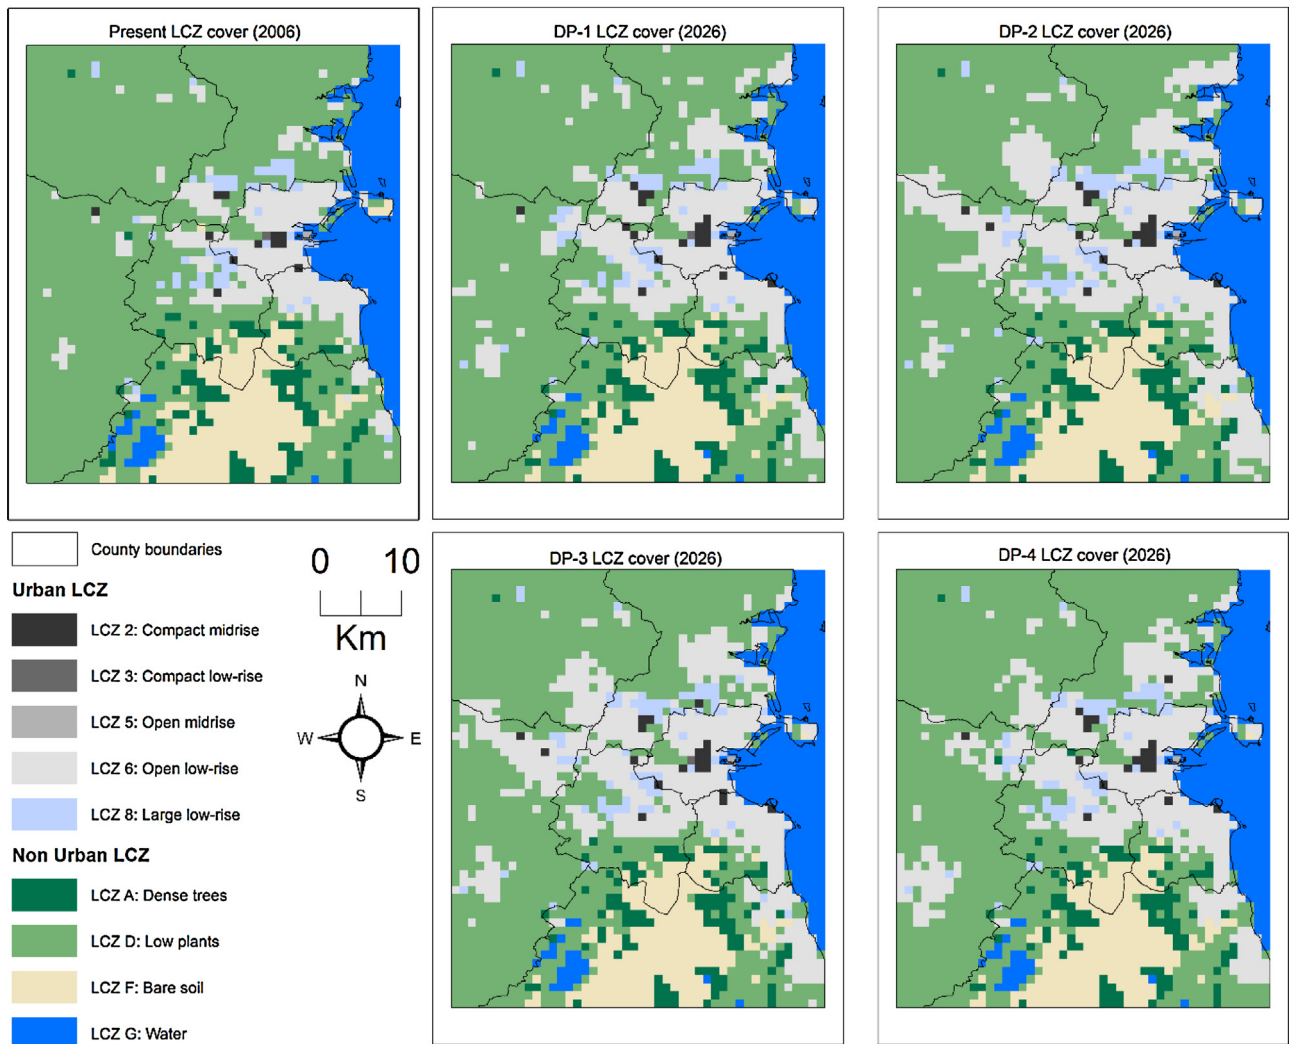 Present LCZ cover (2006)
DP-1 LCZ cover (2026)
DP-2 LCZ cover (2026)
County boundaries
Urban LCZ
LCZ 2: Compact midrise
LCZ 3: Compact low-rise
LCZ 5: Open midrise
LCZ 6: Open low-rise
LCZ 8: Large low-rise
Non Urban LCZ
LCZ A: Dense trees
LCZ D: Low plants
LCZ F: Bare soil
LCZ G: Water
0 10
Km
N
W E
S
DP-3 LCZ cover (2026)
DP-4 LCZ cover (2026)